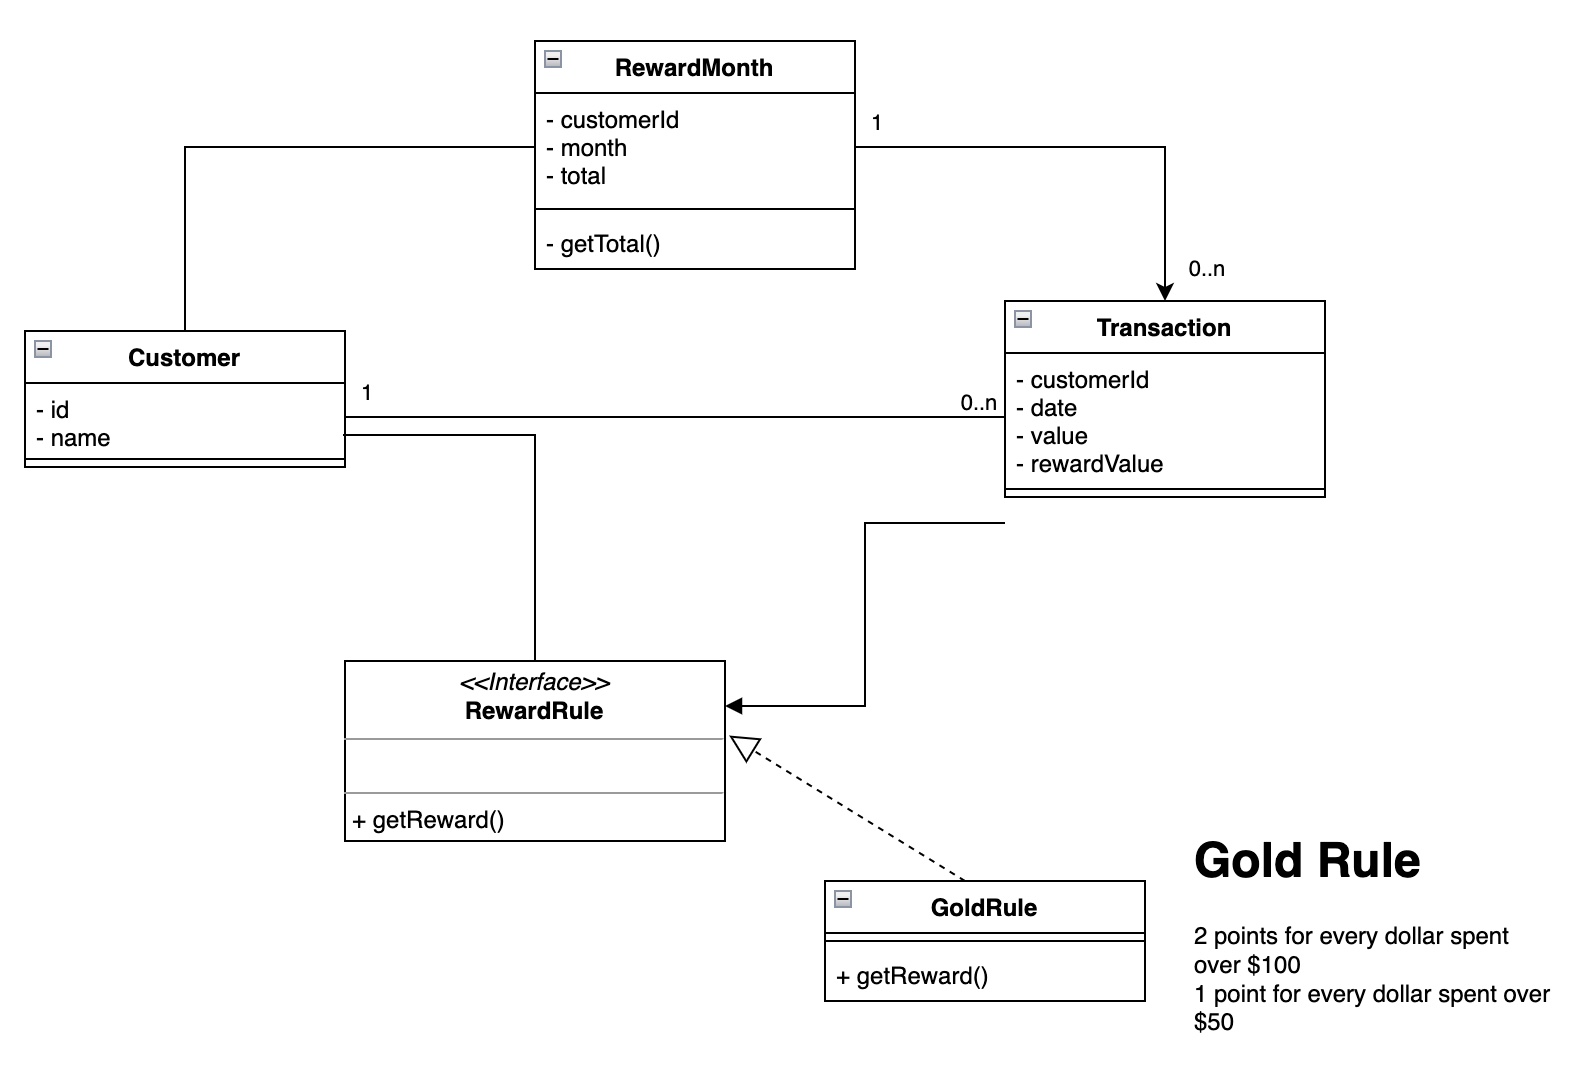 RewardMonth
- customerId
- month
- total
- getTotal()
1
0..n
Customer
- id
- name
1
0..n
Transaction
- customerId
- date
- value
- rewardValue
<<Interface>>
RewardRule
+ getReward()
GoldRule
+ getReward()
Gold Rule
2 points for every dollar spent
over $100
1 point for every dollar spent over
$50